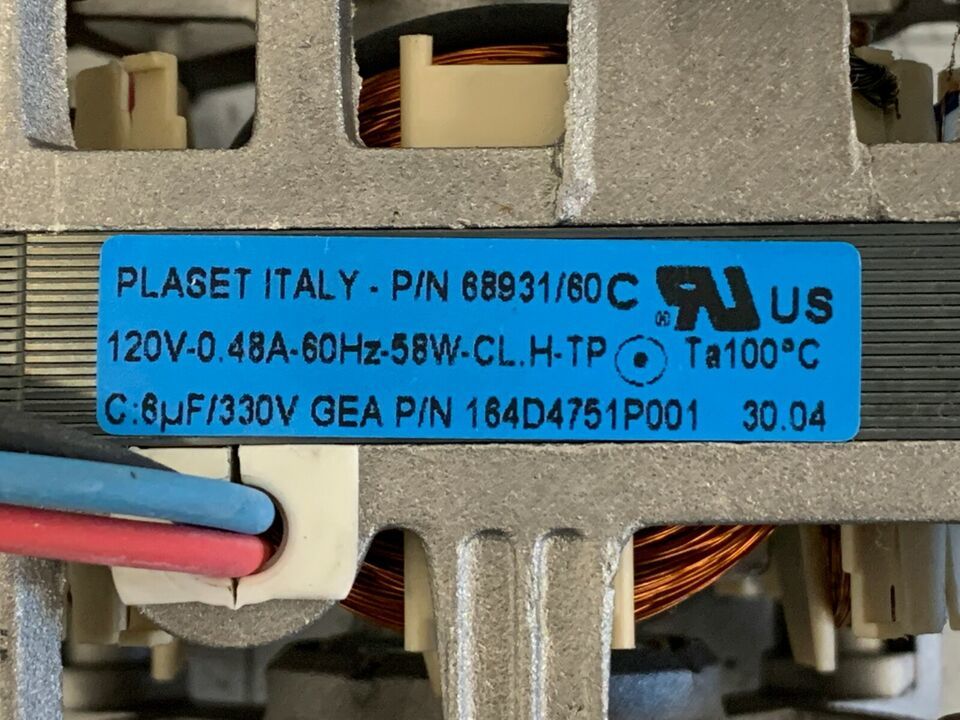 PLASET ITALY - P/N 68931/60 C ® RU US
120V-0.48A-60Hz-58W-CL.H-TP Ta100°C
C:6µF/330V GEA P/N 164D4751P001 30.04